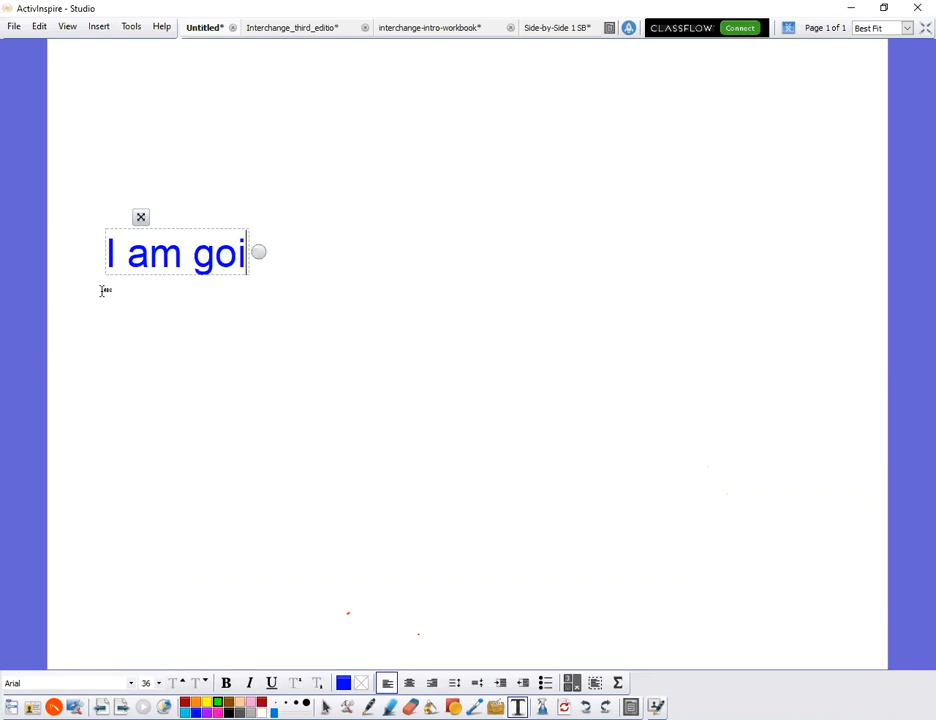 ActivInspire - Studio
File Edit View Insert Tools Help Untitled* Interchange_third_editio* interchange-intro-workbook* Side-by-Side 1 SB* CLASSFLOW Connect Page 1 of 1 Best Fit
I am goi
Arial 36 B I U Σ